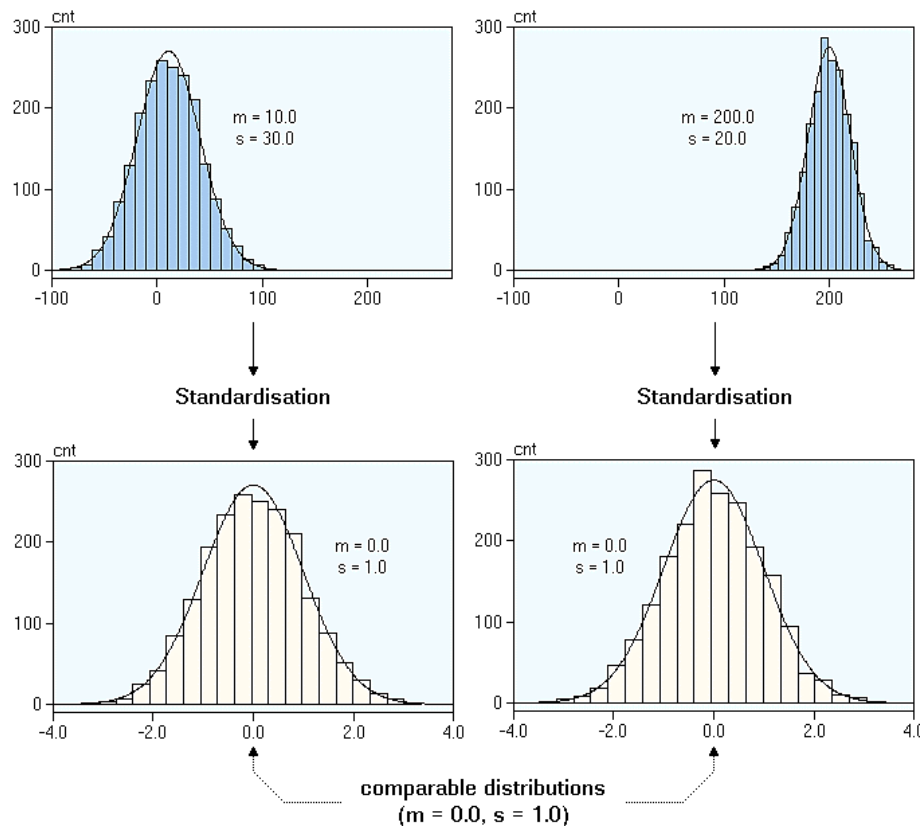 cnt
300
200
100
0
-100
0
100
200
m = 10.0
s = 30.0
cnt
300
200
100
0
-100
0
100
200
m = 200.0
s = 20.0
Standardisation
Standardisation
cnt
300
200
100
0
-4.0
-2.0
0.0
2.0
4.0
m = 0.0
s = 1.0
cnt
300
200
100
0
-4.0
-2.0
0.0
2.0
4.0
m = 0.0
s = 1.0
comparable distributions
(m = 0.0, s = 1.0)